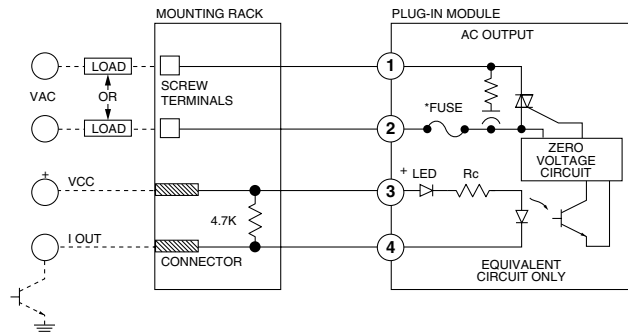 MOUNTING RACK
PLUG-IN MODULE
AC OUTPUT
LOAD
1
VAC
OR
SCREW
TERMINALS
*FUSE
LOAD
2
ZERO
VOLTAGE
CIRCUIT
+
VCC
3
+ LED
Rc
4.7K
I OUT
4
CONNECTOR
EQUIVALENT
CIRCUIT ONLY